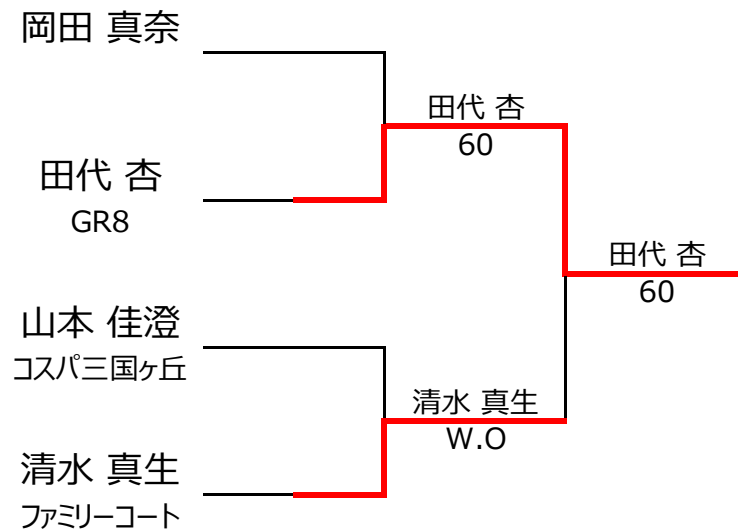 岡田 真奈
田代 杏
GR8
山本 佳澄
コスパ三国ヶ丘
清水 真生
ファミリーコート
田代 杏
60
清水 真生
W.O
田代 杏
60